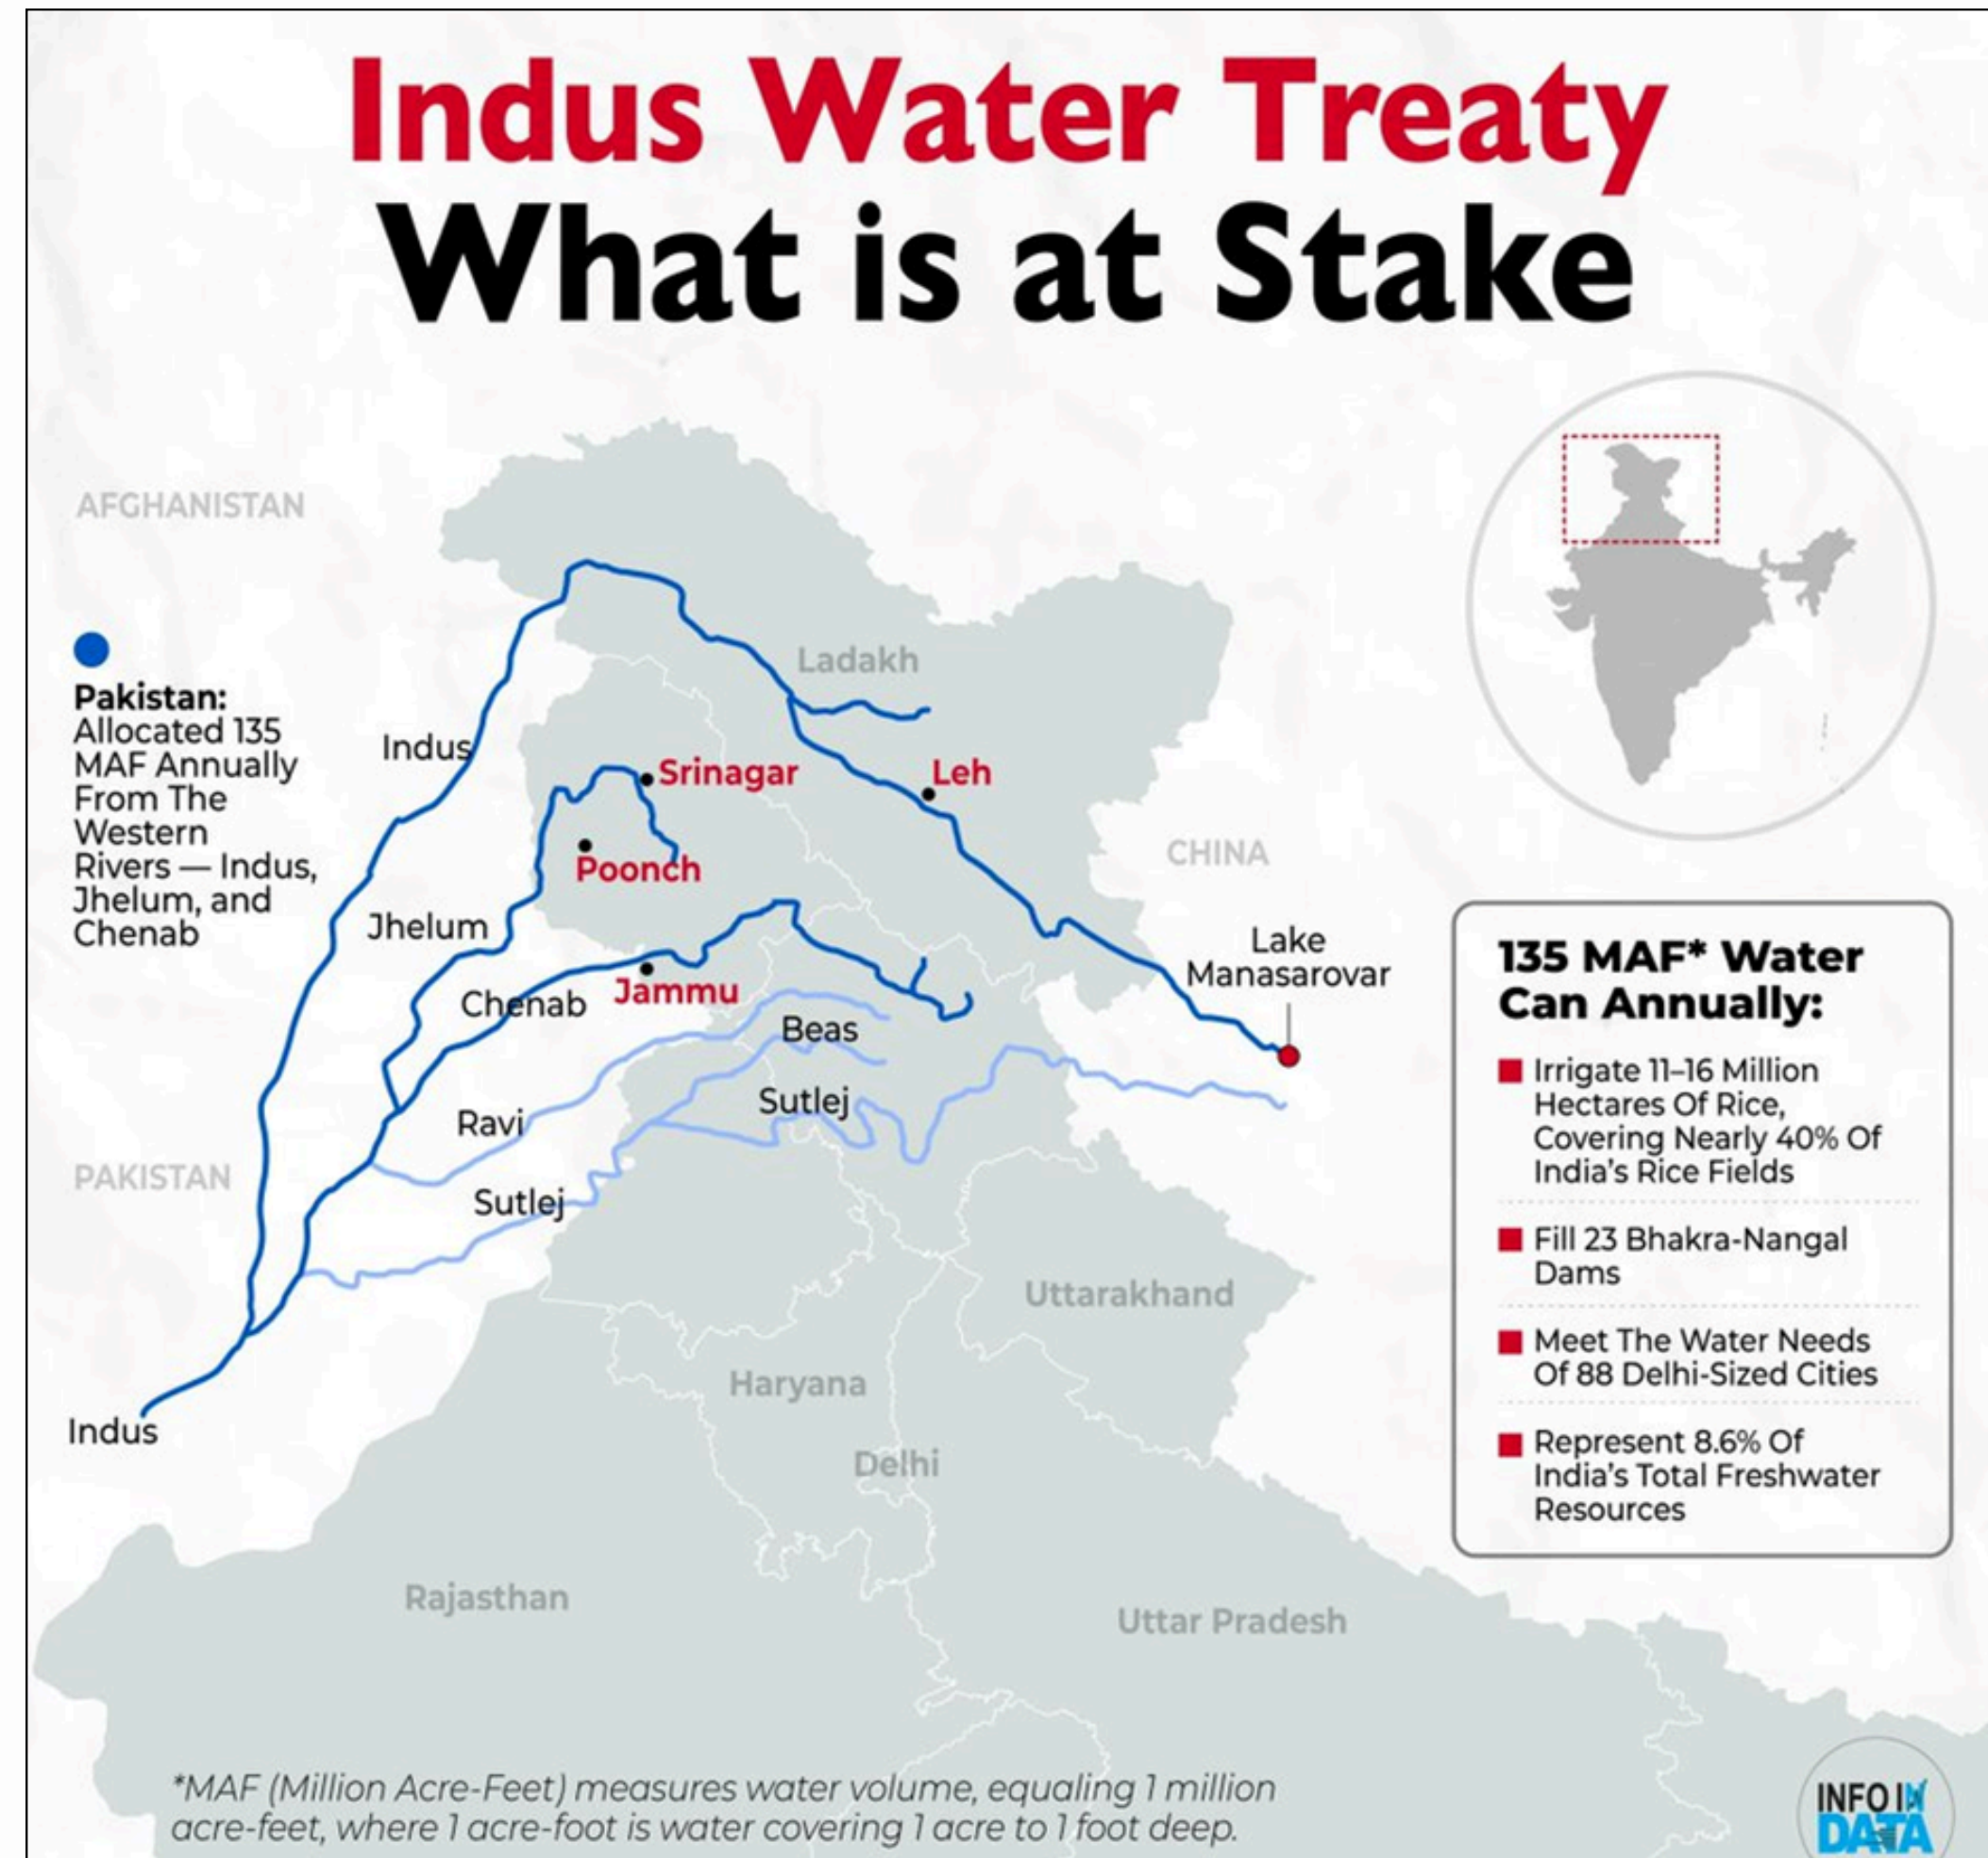 Indus Water Treaty
What is at Stake
AFGHANISTAN
Pakistan:
Allocated 135
MAF Annually
From The
Western
Rivers — Indus,
Jhelum, and
Chenab
Indus
Ladakh
Srinagar
Leh
Poonch
CHINA
Jhelum
Lake
Manasarovar
Chenab
Jammu
Beas
Sutlej
Ravi
PAKISTAN
Sutlej
Uttarakhand
Haryana
Indus
Delhi
Rajasthan
Uttar Pradesh
135 MAF* Water
Can Annually:
Irrigate 11–16 Million
Hectares Of Rice,
Covering Nearly 40% Of
India's Rice Fields
Fill 23 Bhakra-Nangal
Dams
Meet The Water Needs
Of 88 Delhi-Sized Cities
Represent 8.6% Of
India's Total Freshwater
Resources
*MAF (Million Acre-Feet) measures water volume, equaling 1 million
acre-feet, where 1 acre-foot is water covering 1 acre to 1 foot deep.
INFO IN
DATA